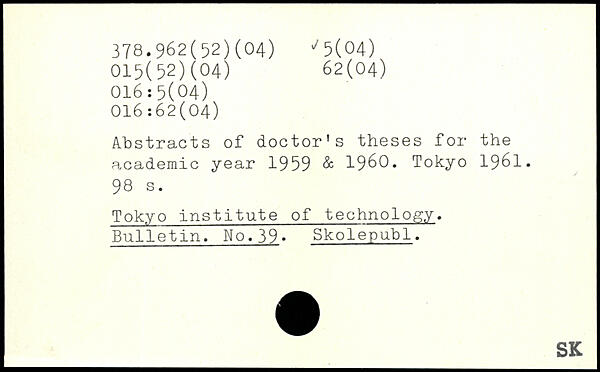 378.962(52)(04) ✓5(04)
015(52)(04) 62(04)
016:5(04)
016:62(04)
Abstracts of doctor's theses for the
academic year 1959 & 1960. Tokyo 1961.
98 s.
Tokyo institute of technology.
Bulletin. No.39. Skolepubl.
SK